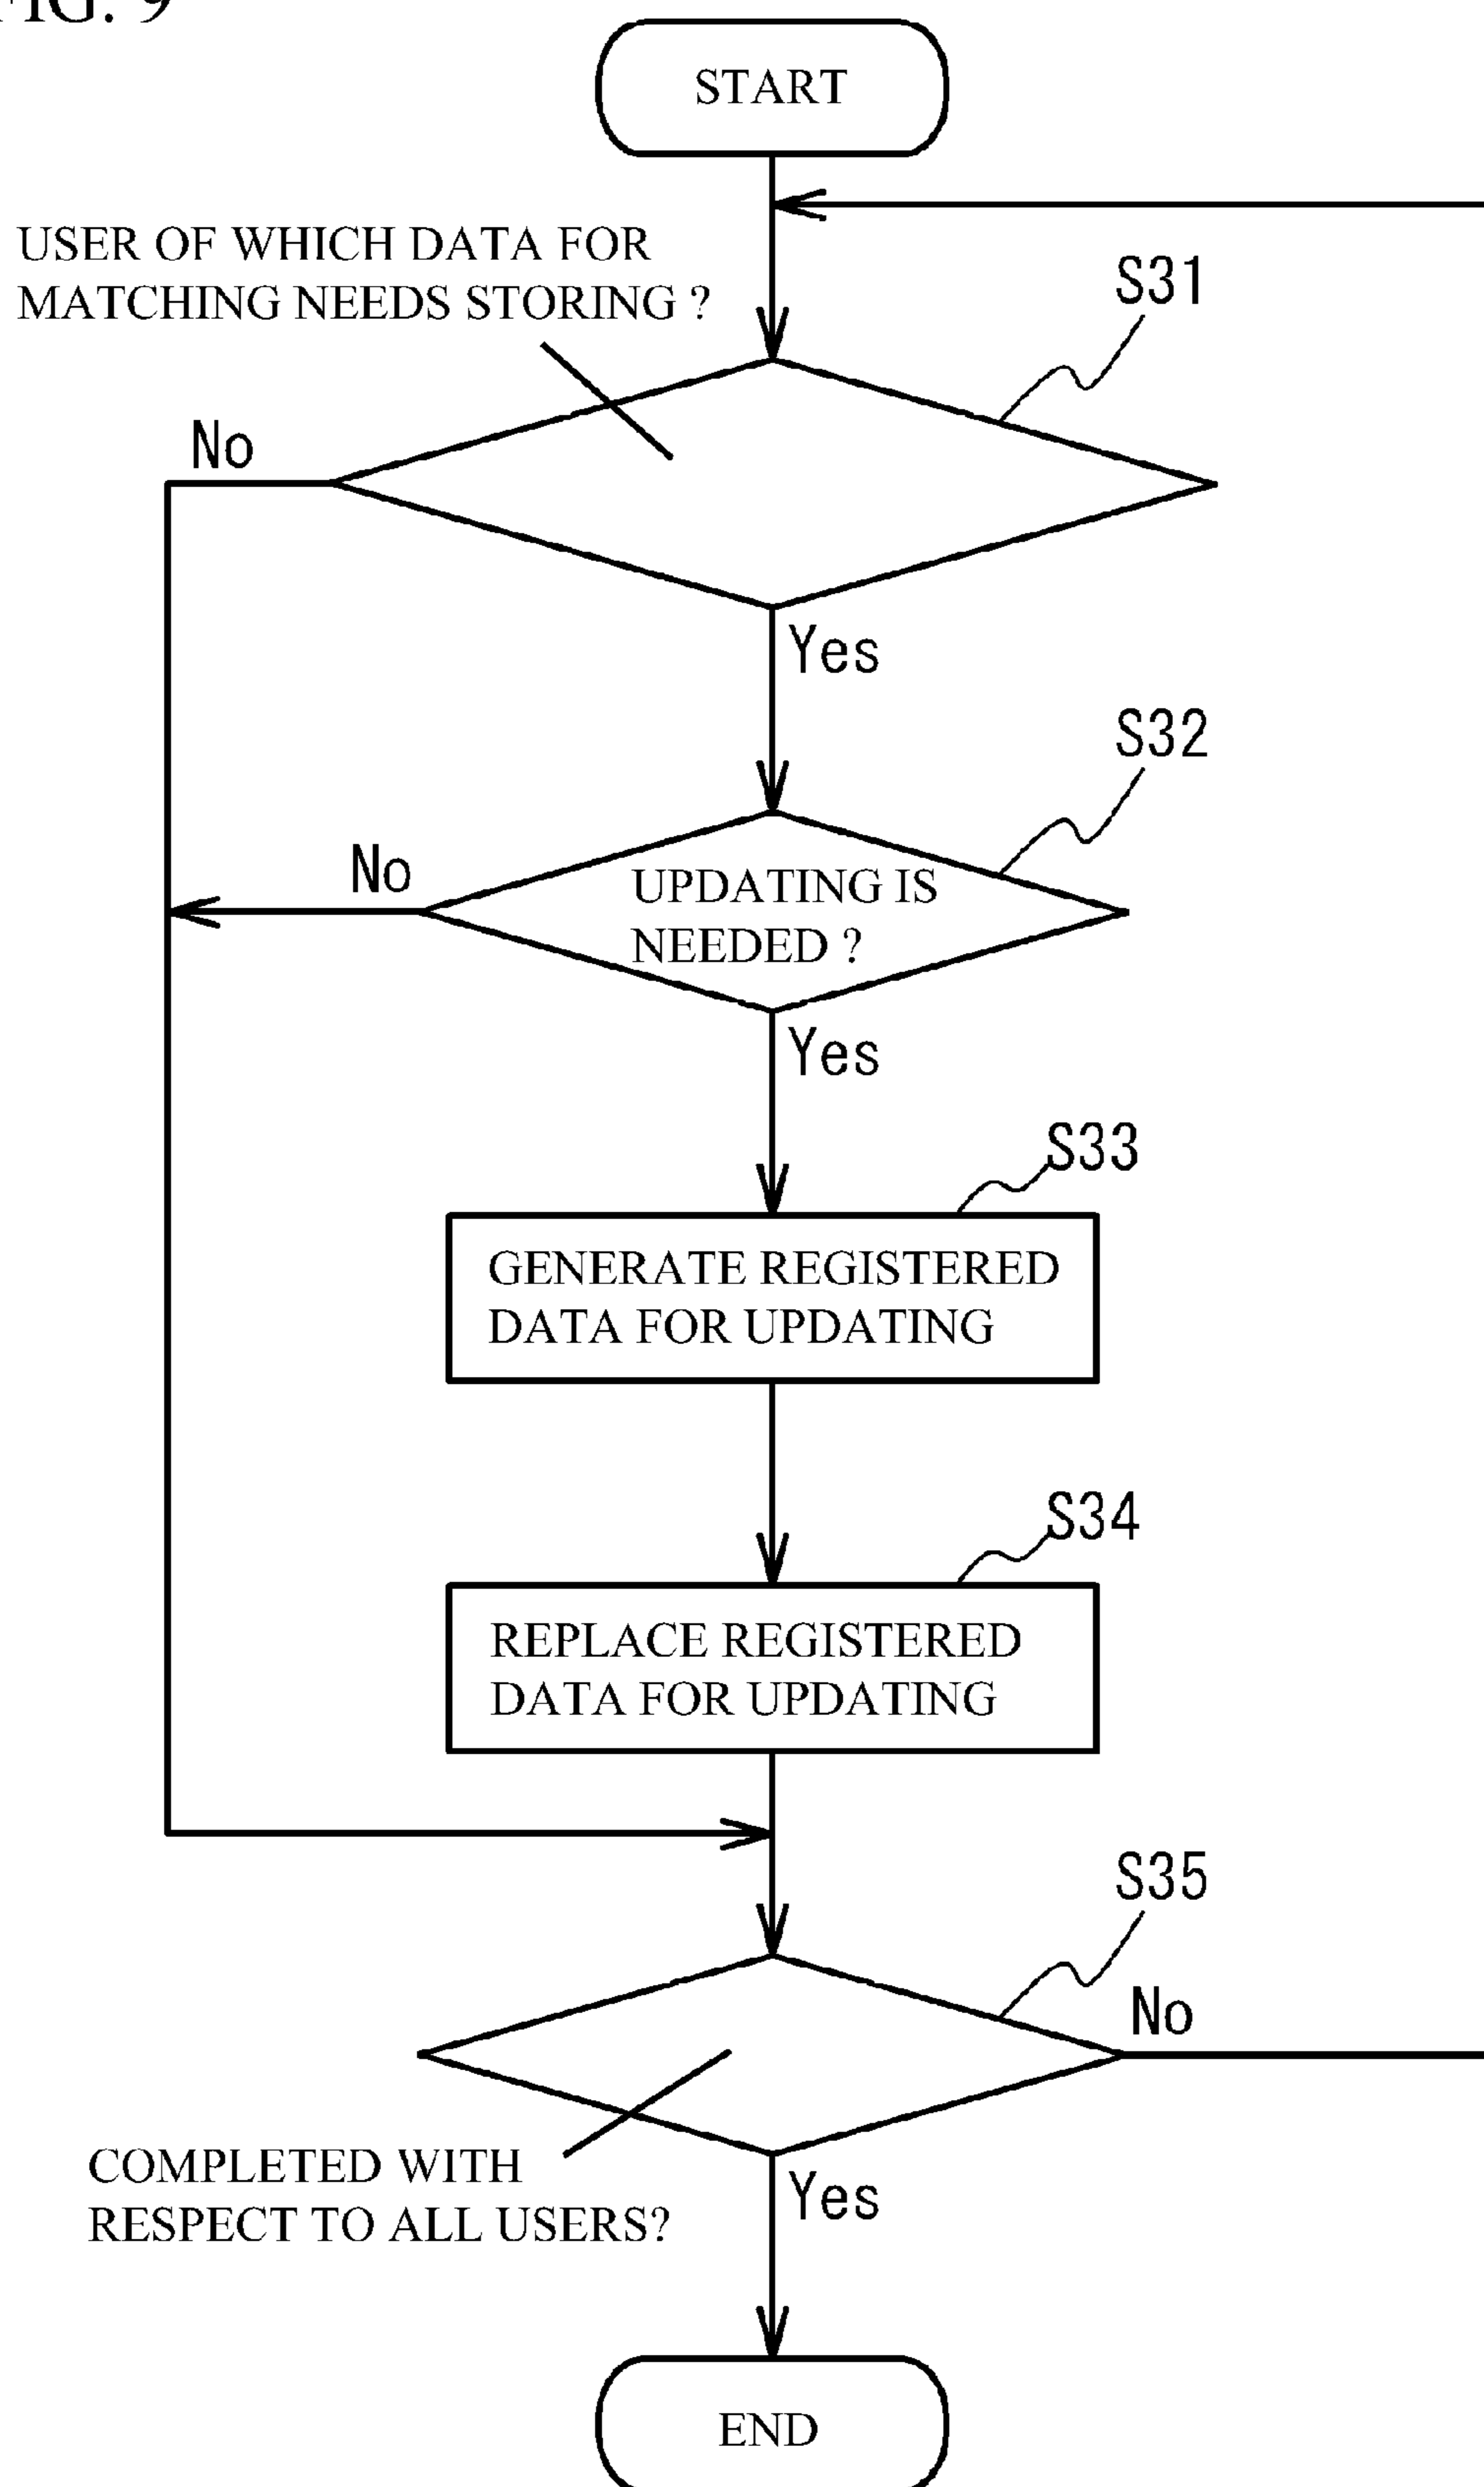 FIG. 9
START
USER OF WHICH DATA FOR
MATCHING NEEDS STORING ?
S31
No
Yes
S32
No
UPDATING IS
NEEDED ?
Yes
S33
GENERATE REGISTERED
DATA FOR UPDATING
S34
REPLACE REGISTERED
DATA FOR UPDATING
S35
No
COMPLETED WITH
RESPECT TO ALL USERS?
Yes
END